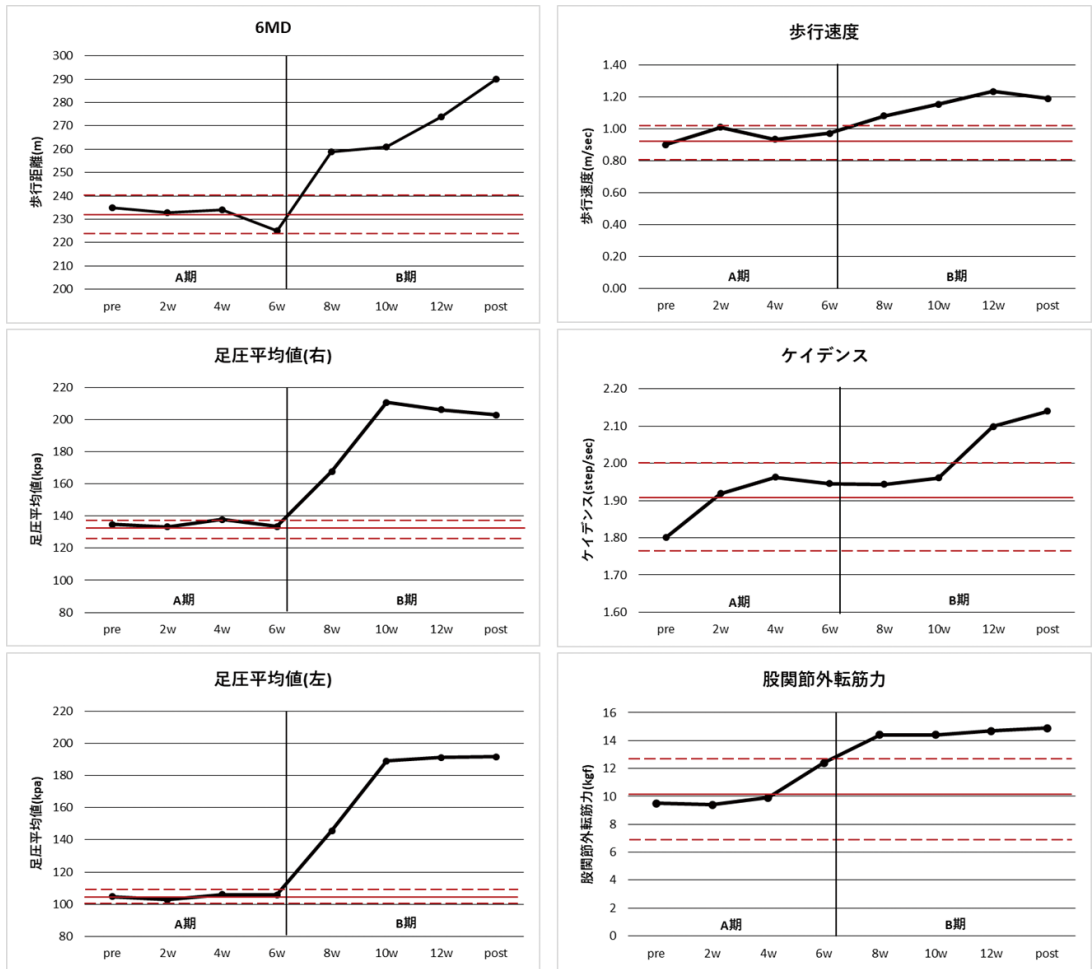 6MD
歩行距離(m)
300
290
280
270
260
250
240
230
220
210
200
A期
B期
pre 2w 4w 6w 8w 10w 12w post
歩行速度
歩行速度(m/sec)
1.40
1.20
1.00
0.80
0.60
0.40
0.20
0.00
A期
B期
pre 2w 4w 6w 8w 10w 12w post
足圧平均値(右)
足圧平均値(kpa)
220
200
180
160
140
120
100
80
A期
B期
pre 2w 4w 6w 8w 10w 12w post
ケイデンス
ケイデンス(step/sec)
2.20
2.10
2.00
1.90
1.80
1.70
1.60
A期
B期
pre 2w 4w 6w 8w 10w 12w post
足圧平均値(左)
足圧平均値(kpa)
220
200
180
160
140
120
100
80
A期
B期
pre 2w 4w 6w 8w 10w 12w post
股関節外転筋力
股関節外転筋力(kgf)
16
14
12
10
8
6
4
2
0
A期
B期
pre 2w 4w 6w 8w 10w 12w post